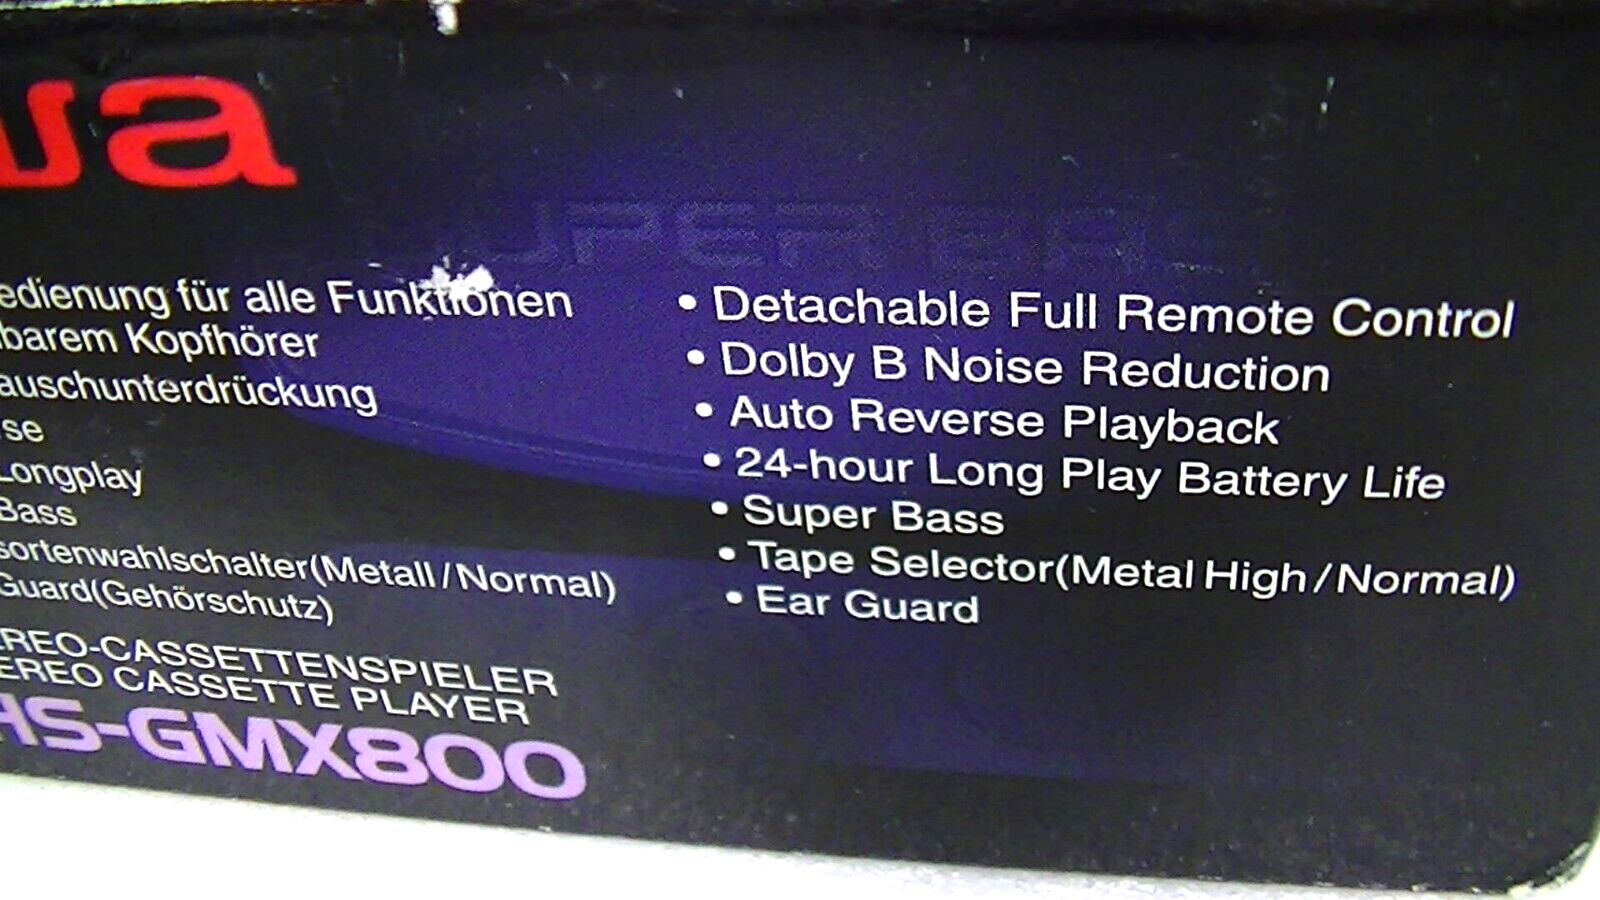 SUPER BAS
edienung für alle Funktionen
barem Kopfhörer
auschunterdrückung
se
Longplay
Bass
sortenwahlschalter(Metall/Normal)
Guard(Gehörschutz)
EREO-CASSETTENSPIELER
EREO CASSETTE PLAYER
HS-GMX800
• Detachable Full Remote Control
• Dolby B Noise Reduction
• Auto Reverse Playback
• 24-hour Long Play Battery Life
• Super Bass
• Tape Selector(Metal High/Normal)
• Ear Guard